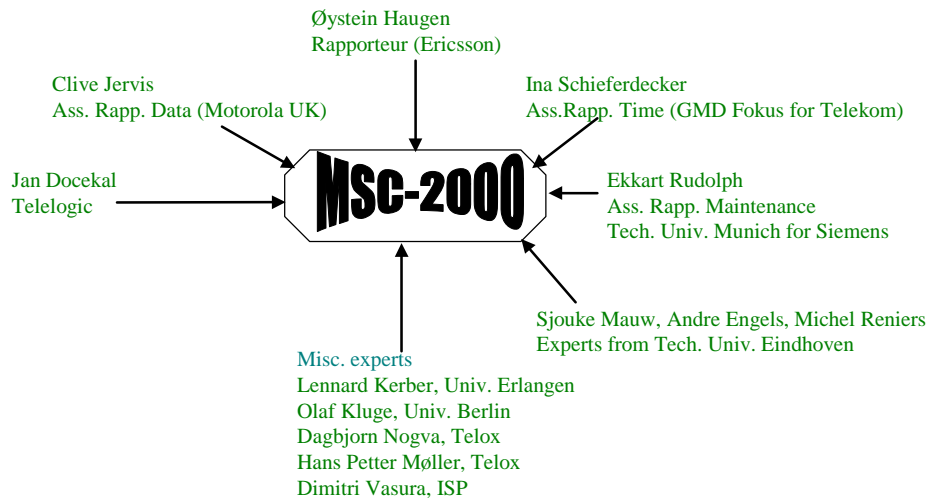 Øystein Haugen
Rapporteur (Ericsson)
Clive Jervis
Ass. Rapp. Data (Motorola UK)
Ina Schieferdecker
Ass.Rapp. Time (GMD Fokus for Telekom)
Jan Docekal
Telelogic
MSC-2000
Ekkart Rudolph
Ass. Rapp. Maintenance
Tech. Univ. Munich for Siemens
Sjouke Mauw, Andre Engels, Michel Reniers
Experts from Tech. Univ. Eindhoven
Misc. experts
Lennard Kerber, Univ. Erlangen
Olaf Kluge, Univ. Berlin
Dagbjorn Nogva, Telox
Hans Petter Møller, Telox
Dimitri Vasura, ISP